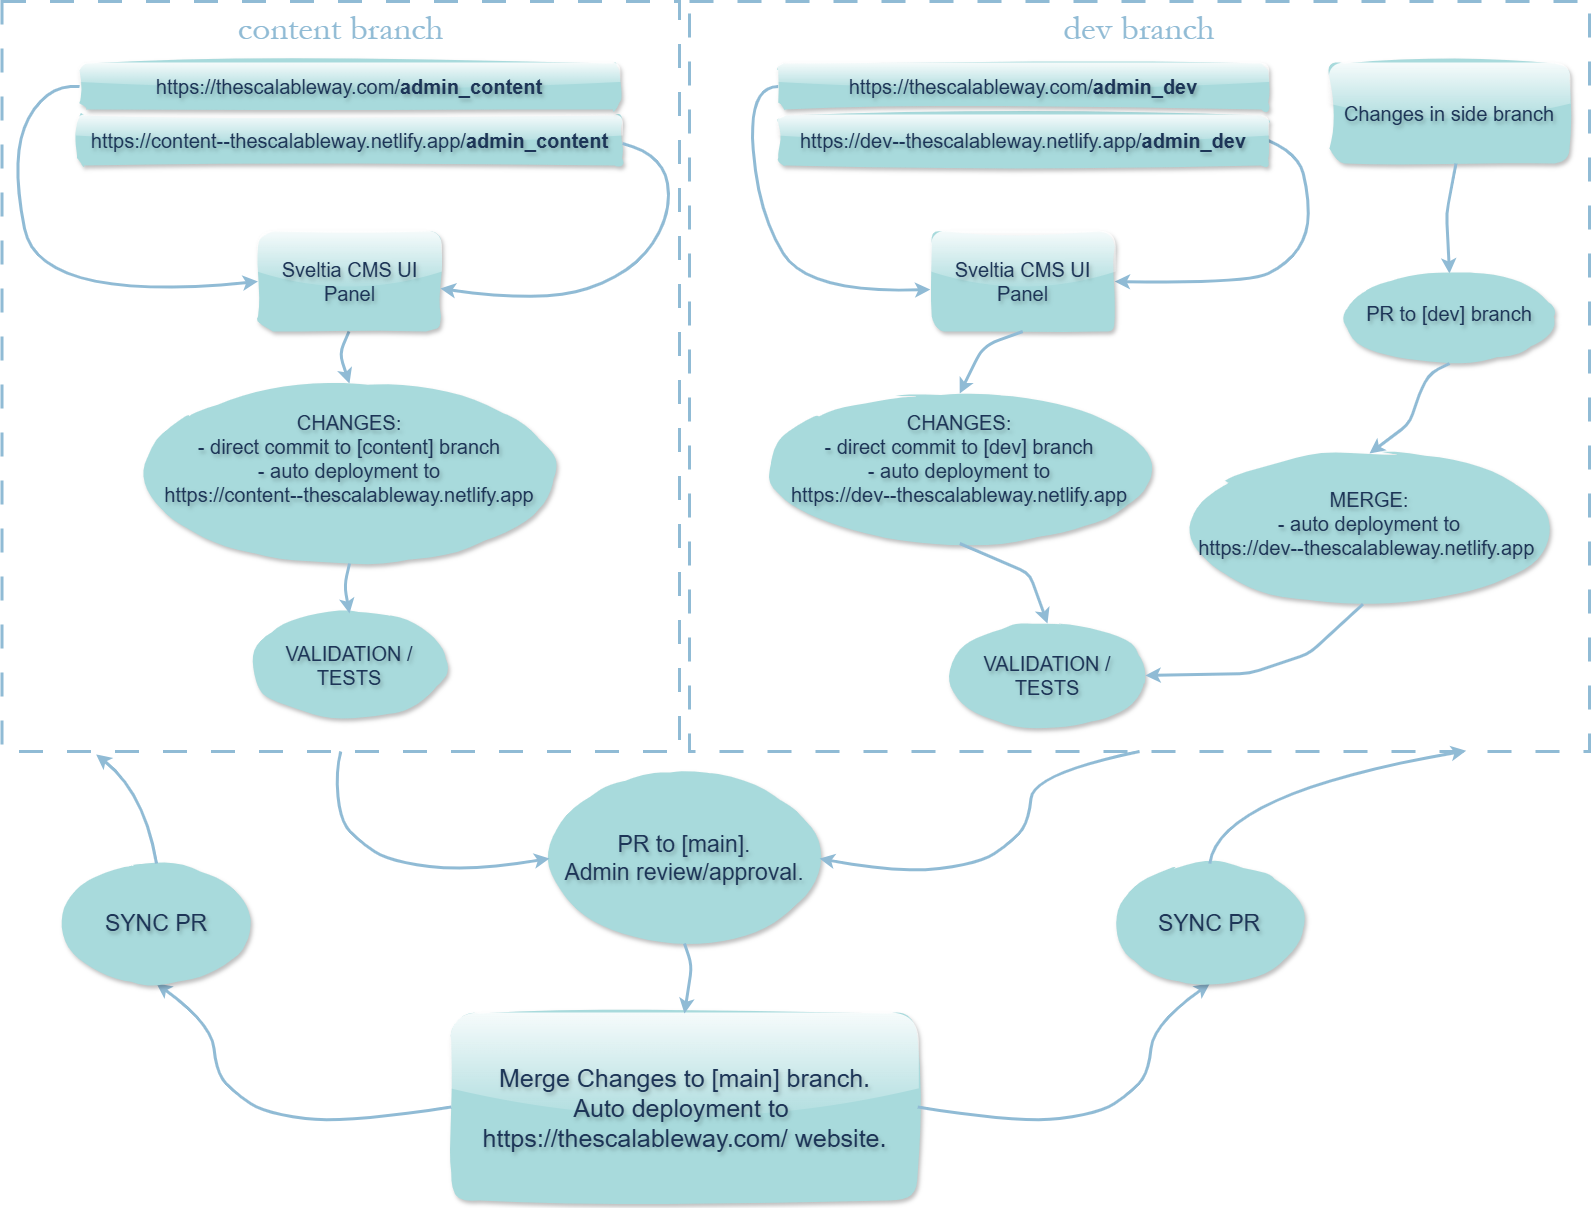 content branch
https://thescalableway.com/admin_content
https://content--thescalableway.netlify.app/admin_content
Sveltia CMS UI
Panel
CHANGES:
- direct commit to [content] branch
- auto deployment to
https://content--thescalableway.netlify.app
VALIDATION /
TESTS
dev branch
https://thescalableway.com/admin_dev
https://dev--thescalableway.netlify.app/admin_dev
Sveltia CMS UI
Panel
CHANGES:
- direct commit to [dev] branch
- auto deployment to
https://dev--thescalableway.netlify.app
Changes in side branch
PR to [dev] branch
MERGE:
- auto deployment to
https://dev--thescalableway.netlify.app
VALIDATION /
TESTS
PR to [main].
Admin review/approval.
SYNC PR
SYNC PR
Merge Changes to [main] branch.
Auto deployment to
https://thescalableway.com/ website.